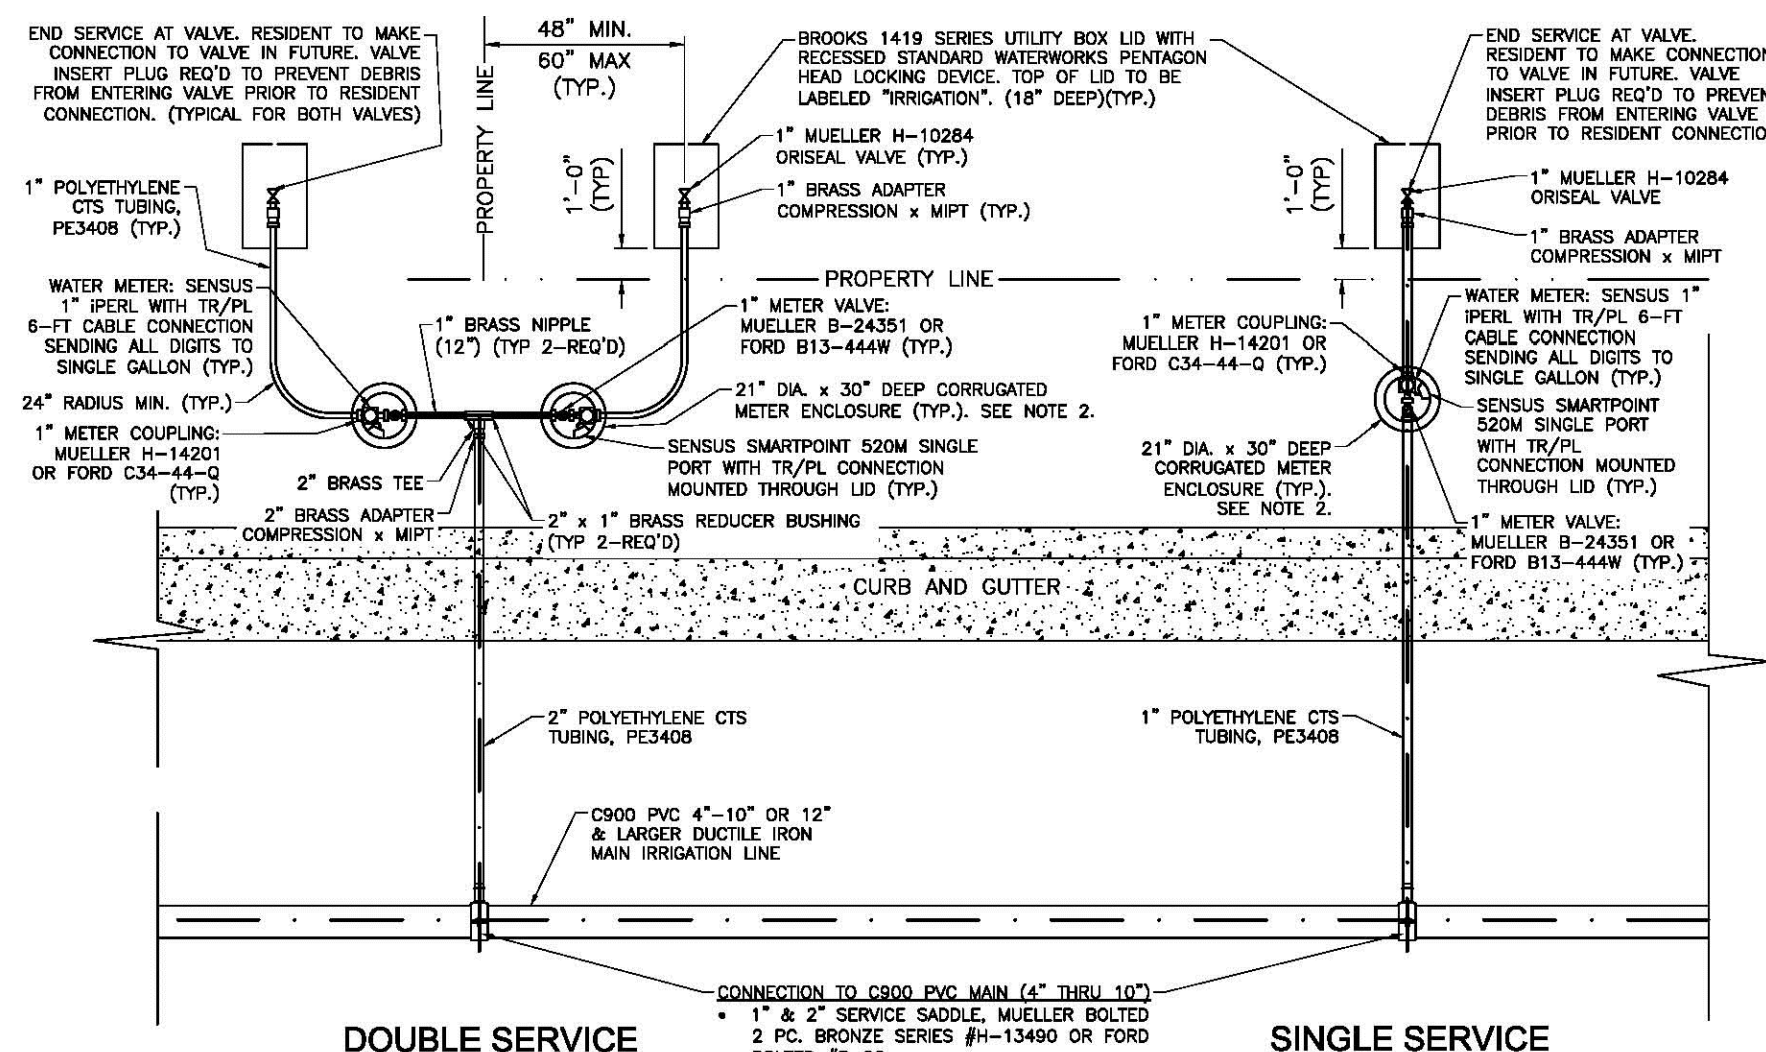 END SERVICE AT VALVE. RESIDENT TO MAKE
CONNECTION TO VALVE IN FUTURE. VALVE
INSERT PLUG REQ'D TO PREVENT DEBRIS
FROM ENTERING VALVE PRIOR TO RESIDENT
CONNECTION. (TYPICAL FOR BOTH VALVES)
48" MIN.
60" MAX
(TYP.)
PROPERTY LINE
BROOKS 1419 SERIES UTILITY BOX LID WITH
RECESSED STANDARD WATERWORKS PENTAGON
HEAD LOCKING DEVICE. TOP OF LID TO BE
LABELED "IRRIGATION". (18" DEEP)(TYP.)
END SERVICE AT VALVE.
RESIDENT TO MAKE CONNECTION
TO VALVE IN FUTURE. VALVE
INSERT PLUG REQ'D TO PREVEN
DEBRIS FROM ENTERING VALVE
PRIOR TO RESIDENT CONNECTIO
1" POLYETHYLENE
CTS TUBING,
PE3408 (TYP.)
1'-0"
(TYP)
1" MUELLER H-10284
ORISEAL VALVE (TYP.)
1" BRASS ADAPTER
COMPRESSION x MIPT (TYP.)
1'-0"
(TYP)
1" MUELLER H-10284
ORISEAL VALVE
1" BRASS ADAPTER
COMPRESSION x MIPT
PROPERTY LINE
WATER METER: SENSUS
1" iPERL WITH TR/PL
6-FT CABLE CONNECTION
SENDING ALL DIGITS TO
SINGLE GALLON (TYP.)
1" BRASS NIPPLE
(12") (TYP 2-REQ'D)
1" METER VALVE:
MUELLER B-24351 OR
FORD B13-444W (TYP.)
1" METER COUPLING:
MUELLER H-14201 OR
FORD C34-44-Q (TYP.)
WATER METER: SENSUS 1"
iPERL WITH TR/PL 6-FT
CABLE CONNECTION
SENDING ALL DIGITS TO
SINGLE GALLON (TYP.)
24" RADIUS MIN. (TYP.)
21" DIA. x 30" DEEP CORRUGATED
METER ENCLOSURE (TYP.). SEE NOTE 2.
1" METER COUPLING:
MUELLER H-14201
OR FORD C34-44-Q
(TYP.)
SENSUS SMARTPOINT 520M SINGLE
PORT WITH TR/PL CONNECTION
MOUNTED THROUGH LID (TYP.)
21" DIA. x 30" DEEP
CORRUGATED METER
ENCLOSURE (TYP.).
SEE NOTE 2.
SENSUS SMARTPOINT
520M SINGLE PORT
WITH TR/PL
CONNECTION MOUNTED
THROUGH LID (TYP.)
2" BRASS TEE
2" BRASS ADAPTER
COMPRESSION x MIPT
2" x 1" BRASS REDUCER BUSHING
(TYP 2-REQ'D)
1" METER VALVE:
MUELLER B-24351 OR
FORD B13-444W (TYP.)
CURB AND GUTTER
2" POLYETHYLENE CTS
TUBING, PE3408
1" POLYETHYLENE CTS
TUBING, PE3408
C900 PVC 4"-10" OR 12"
& LARGER DUCTILE IRON
MAIN IRRIGATION LINE
CONNECTION TO C900 PVC MAIN (4" THRU 10")
• 1" & 2" SERVICE SADDLE, MUELLER BOLTED
2 PC. BRONZE SERIES #H-13490 OR FORD
DOUBLE SERVICE
SINGLE SERVICE